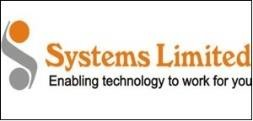 Systems Limited
Enabling technology to work for you